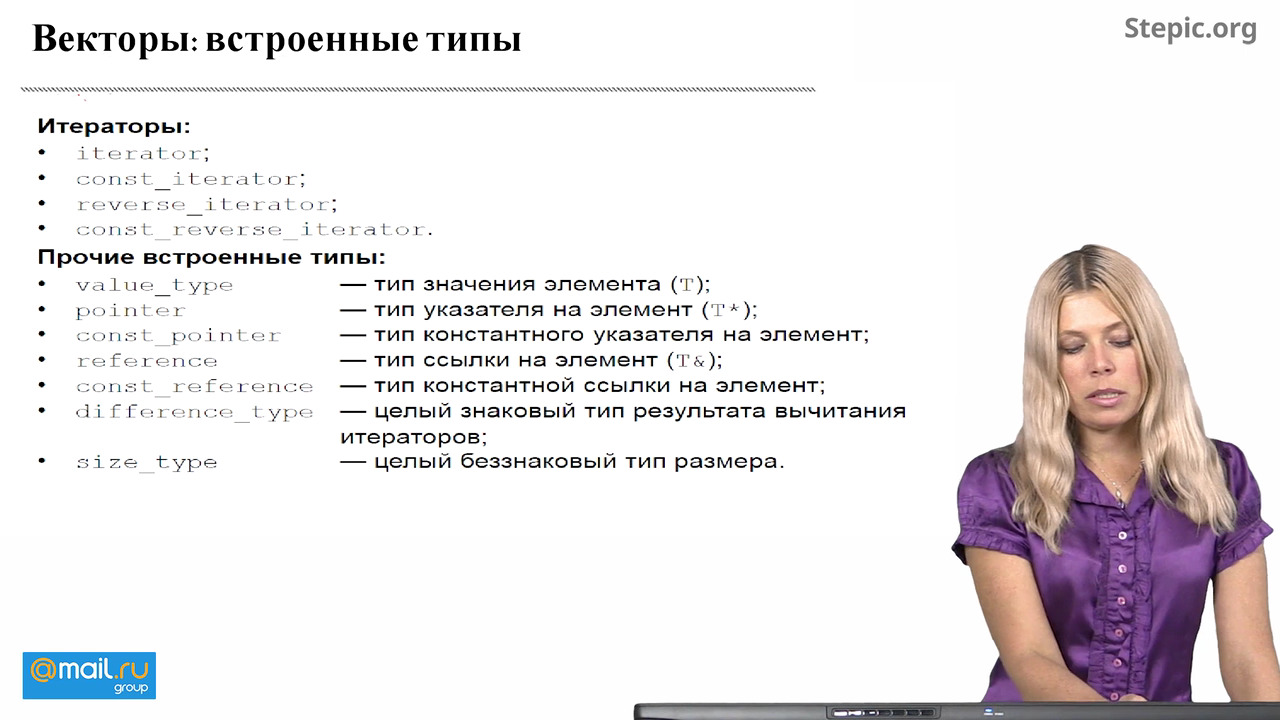 Векторы: встроенные типы
Stepic.org
Итераторы:
• iterator;
• const_iterator;
• reverse_iterator;
• const_reverse_iterator.
Прочие встроенные типы:
• value_type — тип значения элемента (T);
• pointer — тип указателя на элемент (T*);
• const_pointer — тип константного указателя на элемент;
• reference — тип ссылки на элемент (T&);
• const_reference — тип константной ссылки на элемент;
• difference_type — целый знаковый тип результата вычитания
итераторов;
• size_type — целый беззнаковый тип размера.
@mail.ru
group